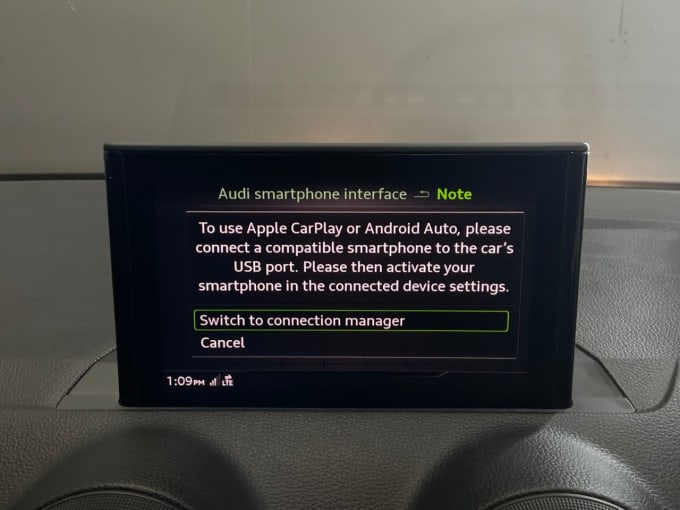 Audi smartphone interface Note
To use Apple CarPlay or Android Auto, please
connect a compatible smartphone to the car's
USB port. Please then activate your
smartphone in the connected device settings.
Switch to connection manager
Cancel
1:09PM LTE